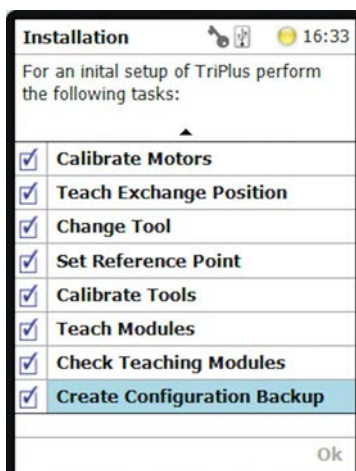 Installation 16:33
For an inital setup of TriPlus perform
the following tasks:
Calibrate Motors
Teach Exchange Position
Change Tool
Set Reference Point
Calibrate Tools
Teach Modules
Check Teaching Modules
Create Configuration Backup
Ok